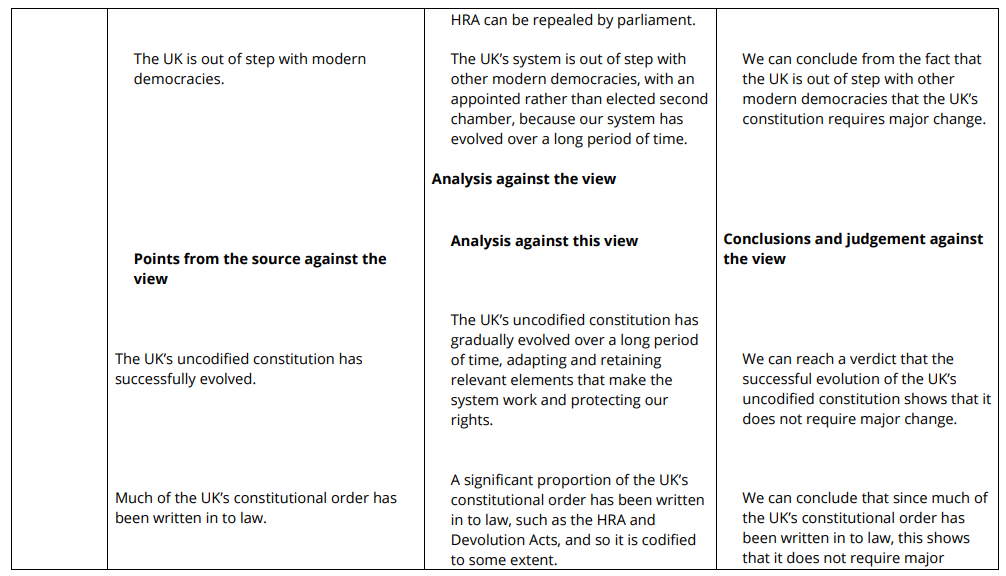 HRA can be repealed by parliament.
The UK is out of step with modern
democracies.
The UK’s system is out of step with
other modern democracies, with an
appointed rather than elected second
chamber, because our system has
evolved over a long period of time.
We can conclude from the fact that
the UK is out of step with other
modern democracies that the UK’s
constitution requires major change.
Analysis against the view
Points from the source against the
view
Analysis against this view
Conclusions and judgement against
the view
The UK’s uncodified constitution has
successfully evolved.
The UK’s uncodified constitution has
gradually evolved over a long period
of time, adapting and retaining
relevant elements that make the
system work and protecting our
rights.
We can reach a verdict that the
successful evolution of the UK’s
uncodified constitution shows that it
does not require major change.
Much of the UK’s constitutional order has
been written in to law.
A significant proportion of the UK’s
constitutional order has been written
in to law, such as the HRA and
Devolution Acts, and so it is codified
to some extent.
We can conclude that since much of
the UK’s constitutional order has
been written in to law, this shows
that it does not require major